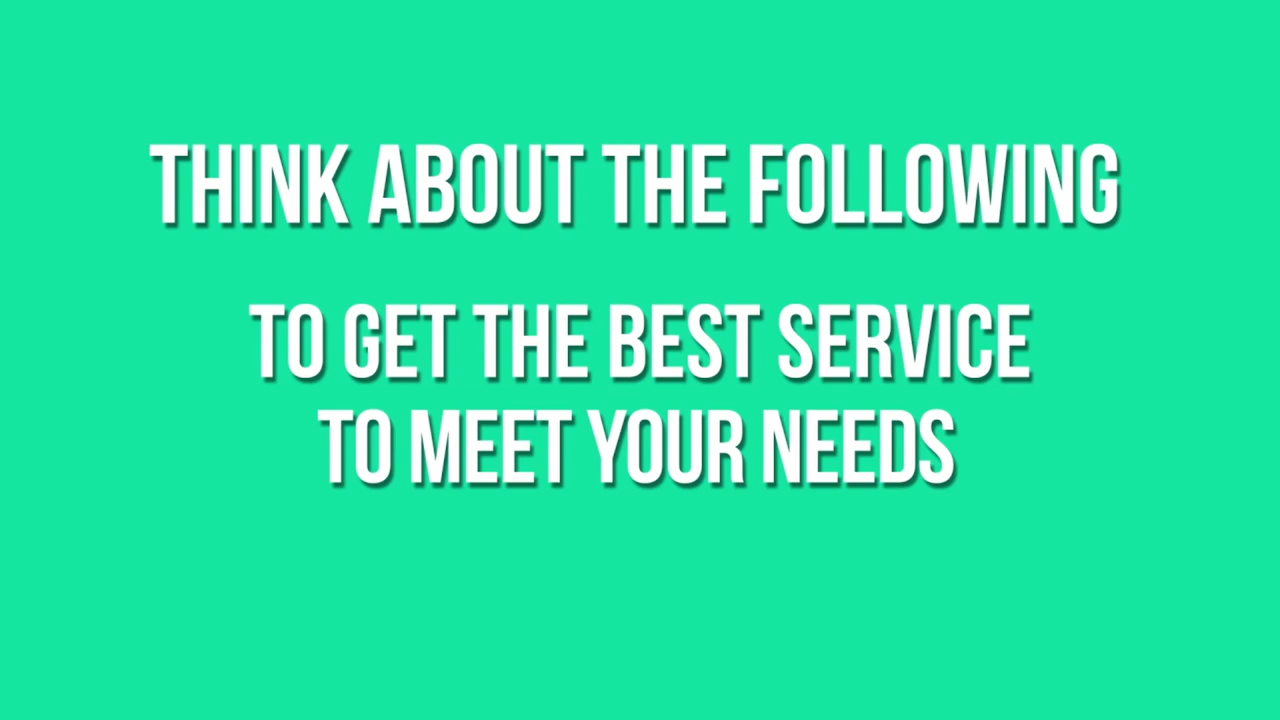 THINK ABOUT THE FOLLOWING
TO GET THE BEST SERVICE
TO MEET YOUR NEEDS